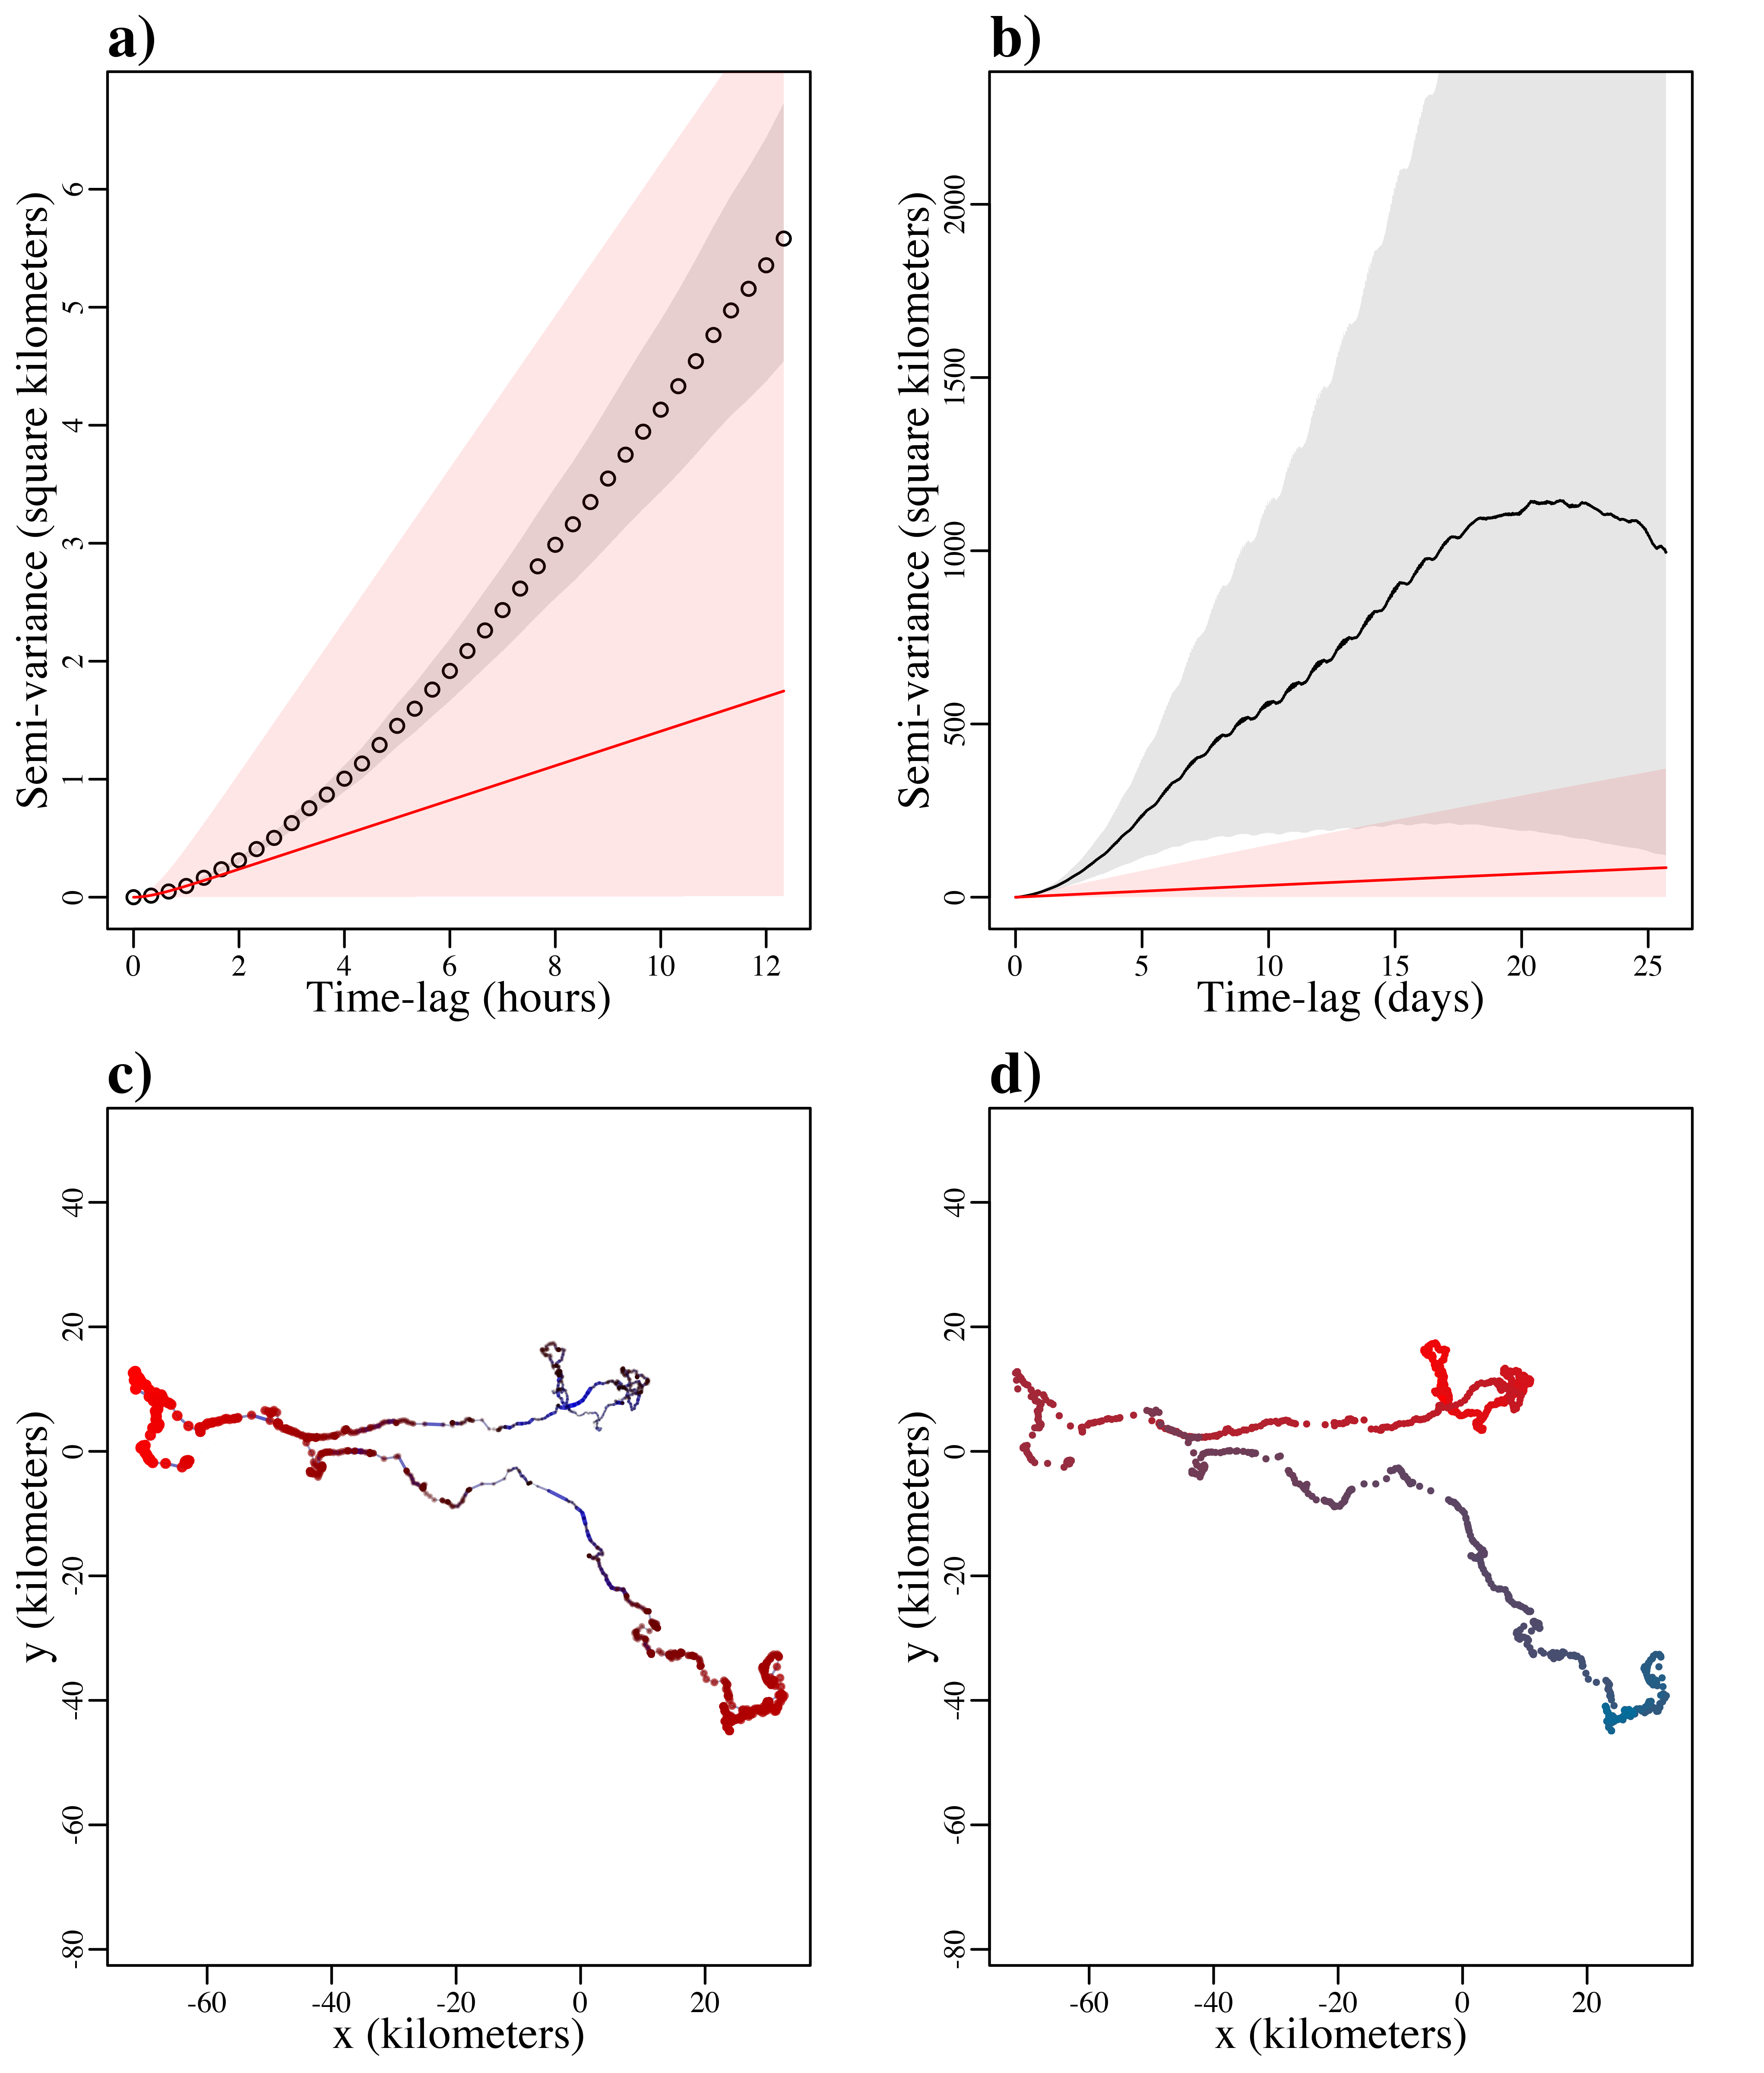 a)
Semi-variance (square kilometers)
0 1 2 3 4 5 6
0 2 4 6 8 10 12
Time-lag (hours)
b)
Semi-variance (square kilometers)
0 500 1000 1500 2000
0 5 10 15 20 25
Time-lag (days)
c)
y (kilometers)
-80 -60 -40 -20 0 20 40
-60 -40 -20 0 20
x (kilometers)
d)
y (kilometers)
-80 -60 -40 -20 0 20 40
-60 -40 -20 0 20
x (kilometers)